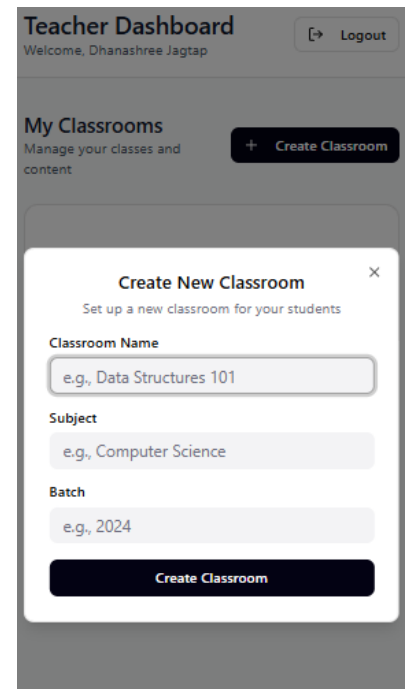 Teacher Dashboard
Welcome, Dhanashree Jagtap
Logout
My Classrooms
Manage your classes and
content
+ Create Classroom
Create New Classroom
Set up a new classroom for your students
Classroom Name
e.g., Data Structures 101
Subject
e.g., Computer Science
Batch
e.g., 2024
Create Classroom